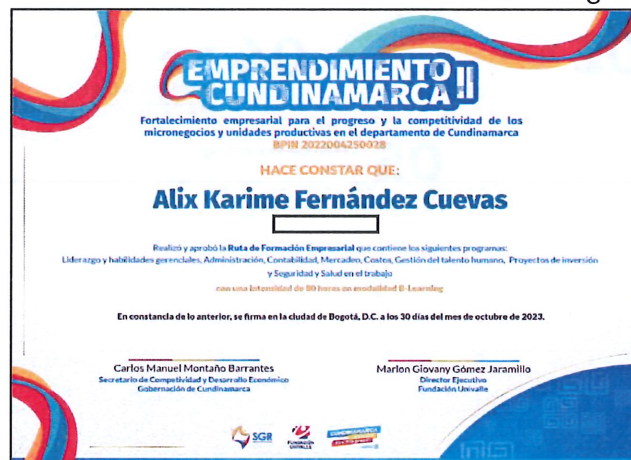 EMPRENDIMIENTO
CUNDINAMARCA II
Fortalecimiento empresarial para el progreso y la competitividad de los
micronegocios y unidades productivas en el departamento de Cundinamarca
BPIN 2022004250028
HACE CONSTAR QUE:
Alix Karime Fernández Cuevas
Realizó y aprobó la Ruta de Formación Empresarial que contiene los siguientes programas:
Liderazgo y habilidades gerenciales, Administración, Contabilidad, Mercadeo, Costos, Gestión del talento humano, Proyectos de inversión
y Seguridad y Salud en el trabajo
con una intensidad de 80 horas en modalidad B-Learning
En constancia de lo anterior, se firma en la ciudad de Bogotá, D.C. a los 30 días del mes de octubre de 2023.
Carlos Manuel Montaño Barrantes
Secretario de Competividad y Desarrollo Económico
Gobernación de Cundinamarca
Marlon Giovany Gómez Jaramillo
Director Ejecutivo
Fundación Univalle
SGR
FUNDACIÓN
UNIVALLE
CUNDINAMARCA